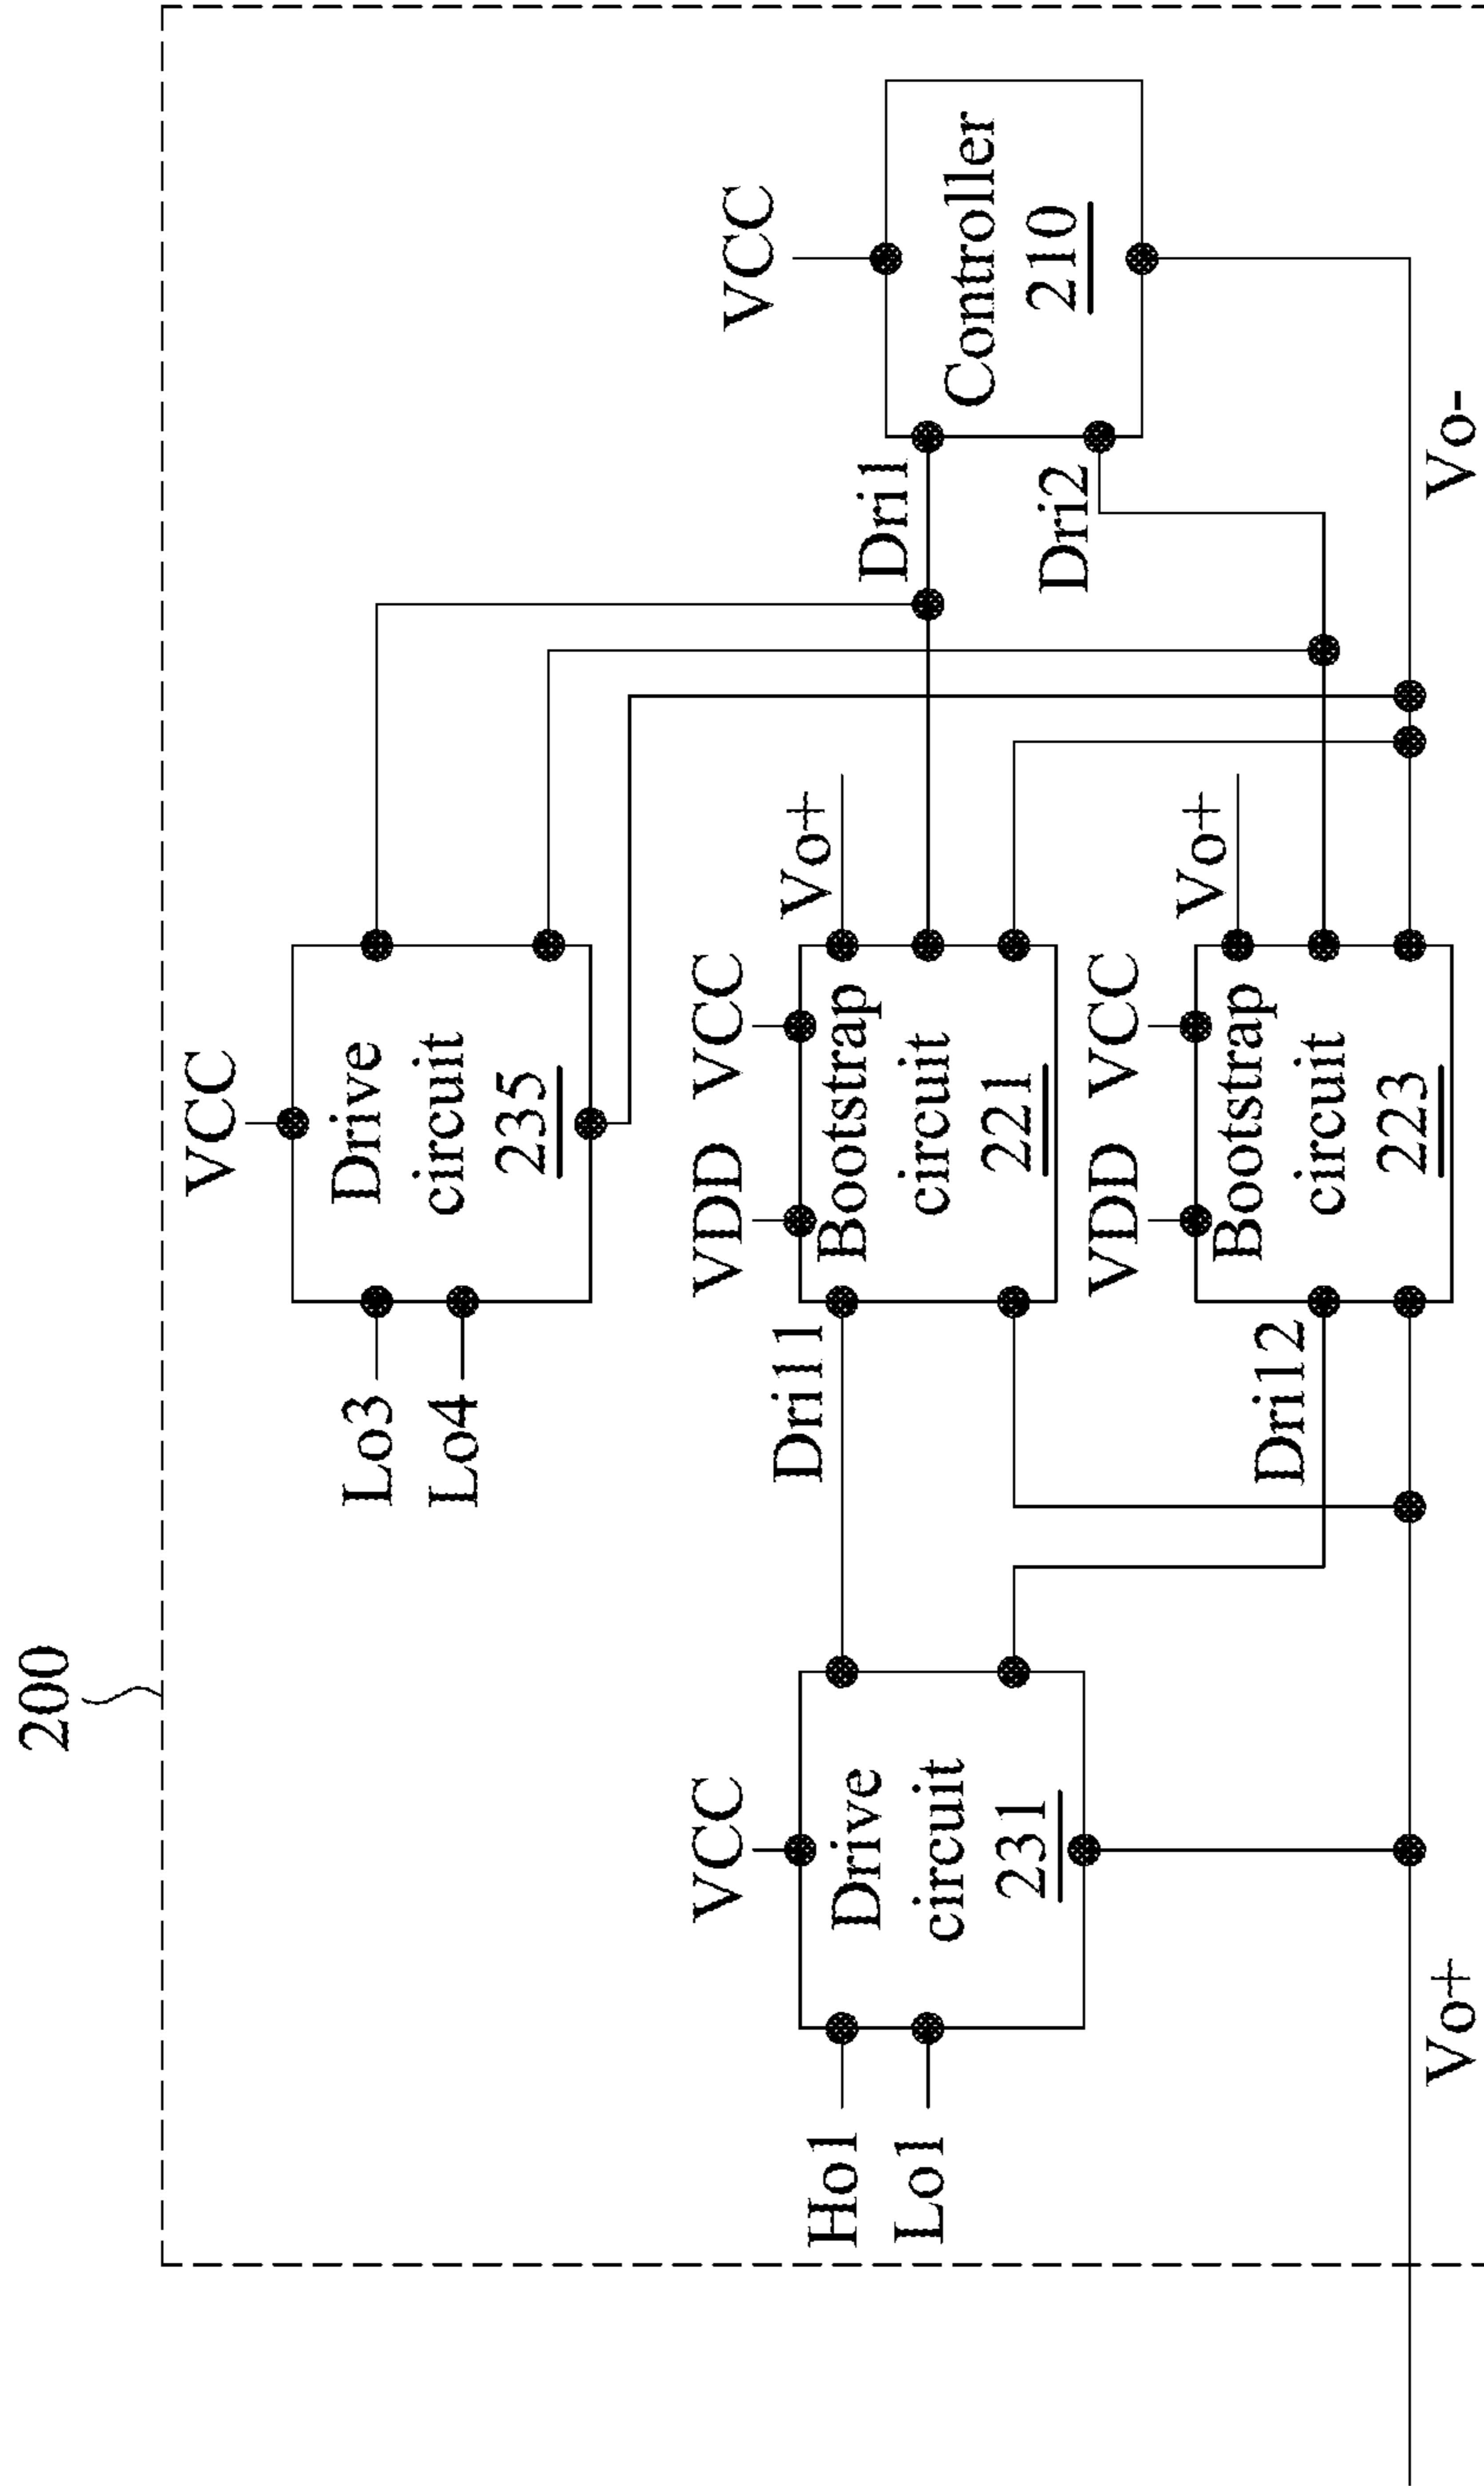 200
VCC
Drive
circuit
235
Lo3
Lo4
Dri1
Dri2
VCC
Controller
210
VDD VCC
Vo+
Bootstrap
circuit
221
Dri11
VCC
Drive
circuit
231
Ho1
Lo1
VDD VCC
Vo+
Bootstrap
circuit
223
Dri12
Vo+
Vo-